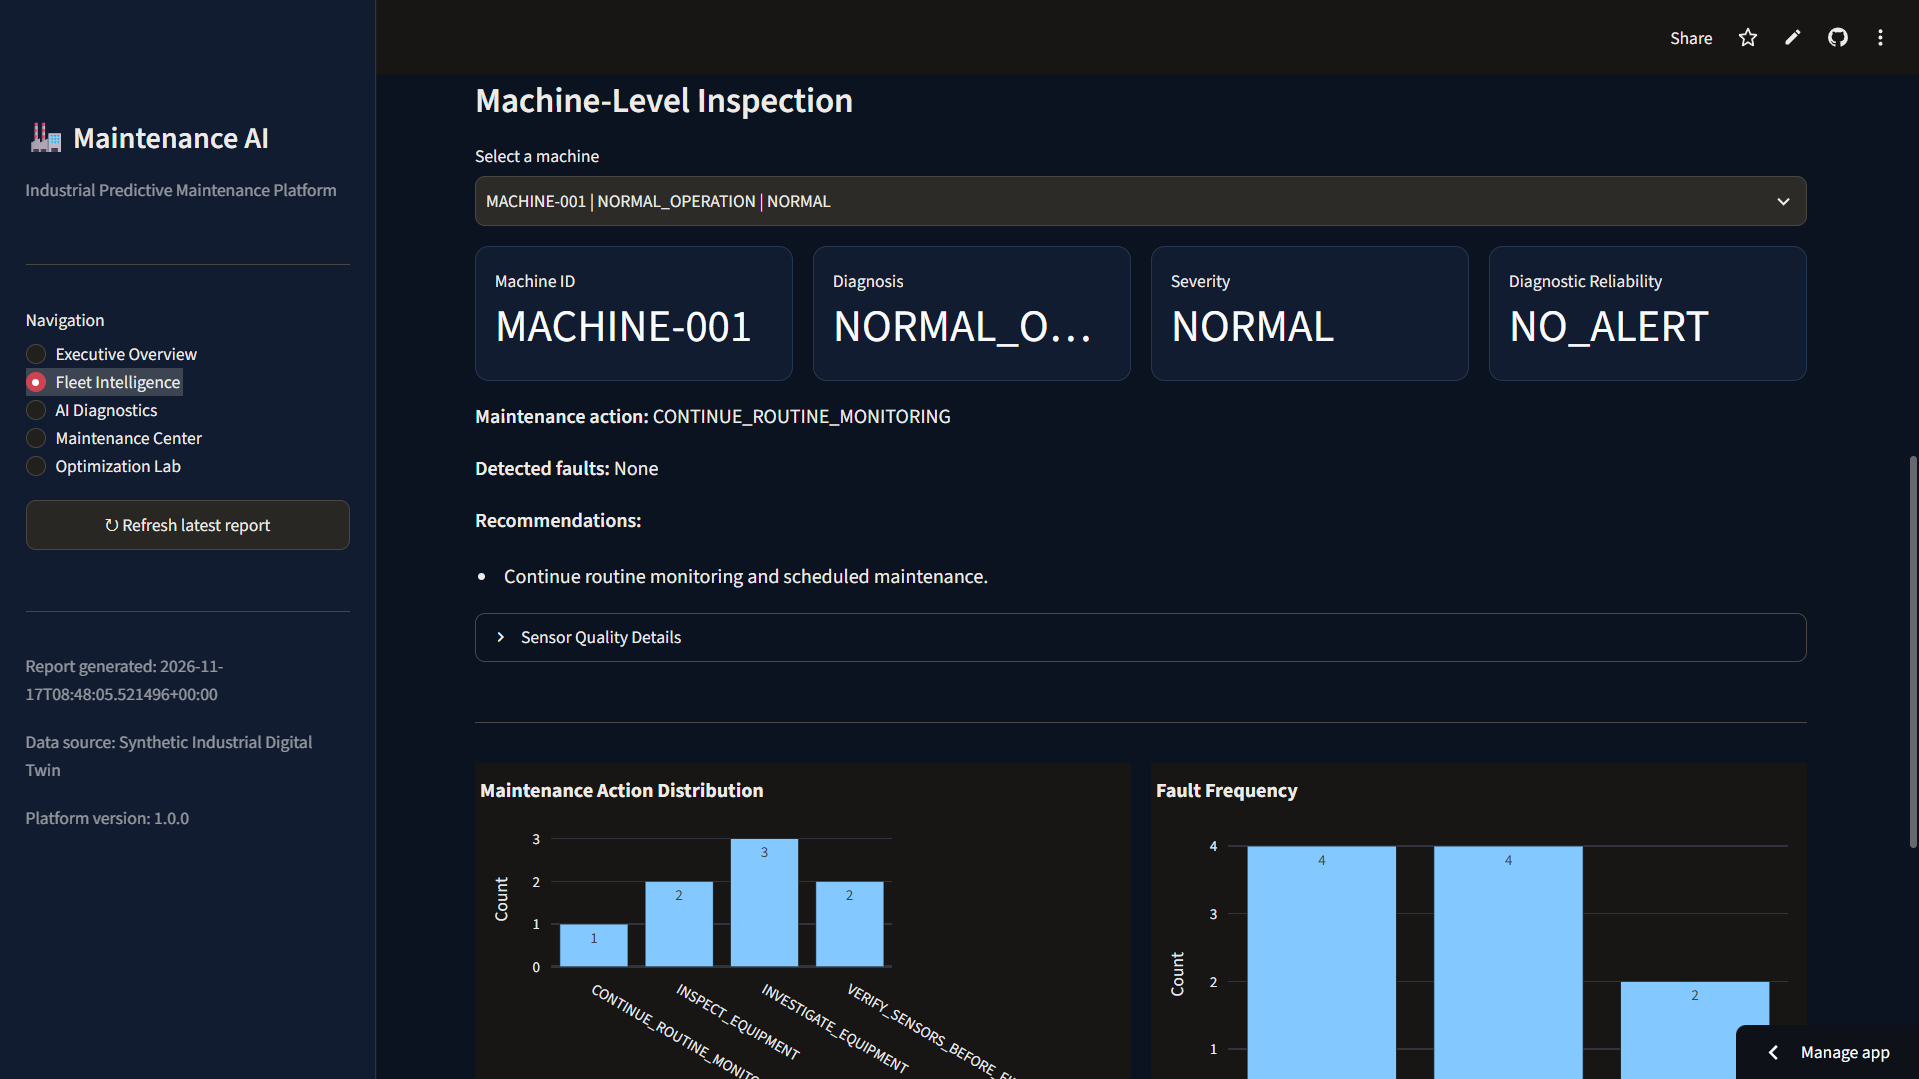 Share
Maintenance AI
Industrial Predictive Maintenance Platform
Navigation
Executive Overview
Fleet Intelligence
AI Diagnostics
Maintenance Center
Optimization Lab
↻ Refresh latest report
Report generated: 2026-11-
17T08:48:05.521496+00:00
Data source: Synthetic Industrial Digital
Twin
Platform version: 1.0.0
Machine-Level Inspection
Select a machine
MACHINE-001 | NORMAL_OPERATION | NORMAL
Machine ID
MACHINE-001
Diagnosis
NORMAL_O...
Severity
NORMAL
Diagnostic Reliability
NO_ALERT
Maintenance action: CONTINUE_ROUTINE_MONITORING
Detected faults: None
Recommendations:
• Continue routine monitoring and scheduled maintenance.
Sensor Quality Details
Maintenance Action Distribution
Count
3
2
1
0
1
2
3
2
CONTINUE_ROUTINE_MONITO
INSPECT_EQUIPMENT
INVESTIGATE_EQUIPMENT
VERIFY_SENSORS_BEFORE_
Fault Frequency
Count
4
3
2
1
4
4
2
Manage app